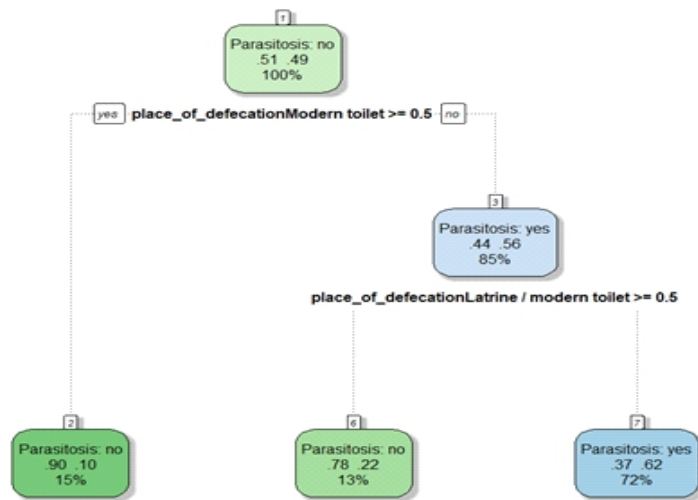 1
Parasitosis: no
.51 .49
100%
yes place_of_defecationModern toilet >= 0.5 no
3
Parasitosis: yes
.44 .56
85%
place_of_defecationLatrine / modern toilet >= 0.5
2
Parasitosis: no
.90 .10
15%
6
Parasitosis: no
.78 .22
13%
7
Parasitosis: yes
.37 .62
72%